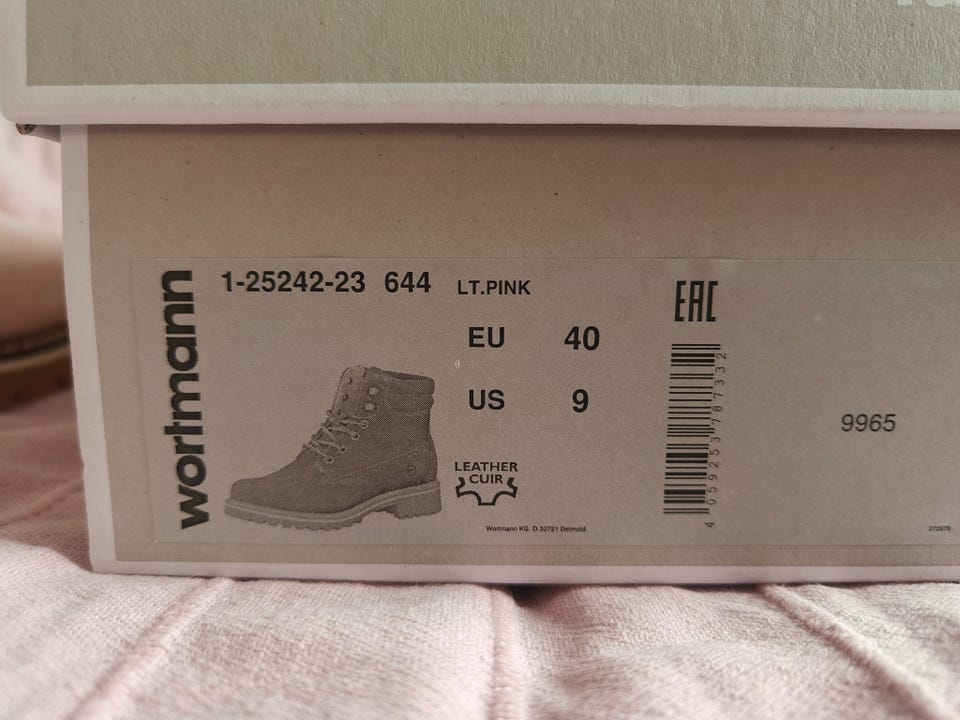 wortmann
1-25242-23 644 LT.PINK
EU 40
US 9
LEATHER
CUIR
Wortmann KG. D-32721 Detmold
EAC
4 059253 787332
9965